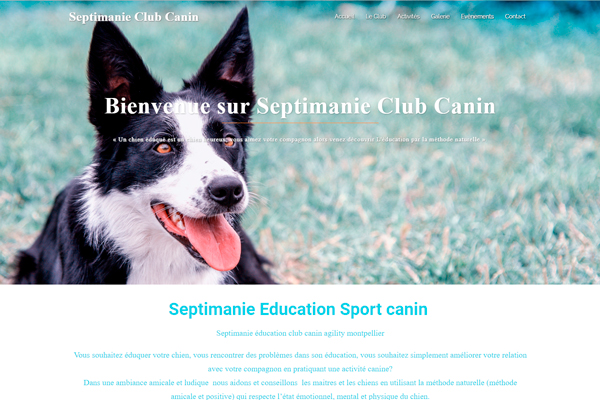 Septimanie Club Canin
Accueil Le Club Activités Galerie Evènements Contact
Bienvenue sur Septimanie Club Canin
« Un chien éduqué est un chien heureux, vous aimez votre compagnon alors venez découvrir l'éducation par la méthode naturelle »
Septimanie Education Sport canin
Septimanie éducation club canin agility montpellier
Vous souhaitez éduquer votre chien, vous rencontrer des problèmes dans son éducation, vous souhaitez simplement améliorer votre relation
avec votre compagnon en pratiquant une activité canine?
Dans une ambiance amicale et ludique nous aidons et conseillons les maitres et les chiens en utilisant la méthode naturelle (méthode
amicale et positive) qui respecte l'état émotionnel, mental et physique du chien.